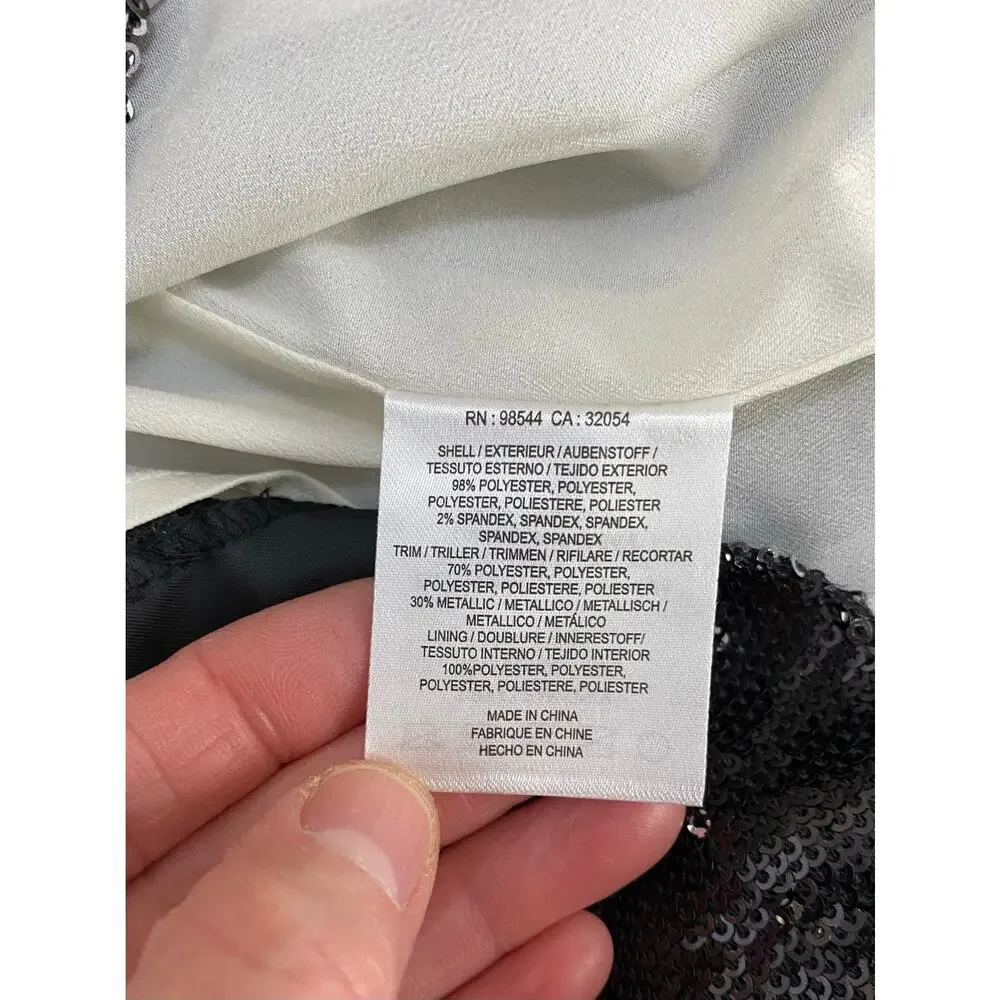 RN : 98544 CA : 32054
SHELL / EXTERIEUR / AUBENSTOFF /
TESSUTO ESTERNO / TEJIDO EXTERIOR
98% POLYESTER, POLYESTER,
POLYESTER, POLIESTERE, POLIESTER
2% SPANDEX, SPANDEX, SPANDEX,
SPANDEX, SPANDEX
TRIM / TRILLER / TRIMMEN / RIFILARE / RECORTAR
70% POLYESTER, POLYESTER,
POLYESTER, POLIESTERE, POLIESTER
30% METALLIC / METALLICO / METALLISCH /
METALLICO / METÁLICO
LINING / DOUBLURE / INNERESTOFF/
TESSUTO INTERNO / TEJIDO INTERIOR
100%POLYESTER, POLYESTER,
POLYESTER, POLIESTERE, POLIESTER
MADE IN CHINA
FABRIQUE EN CHINE
HECHO EN CHINA